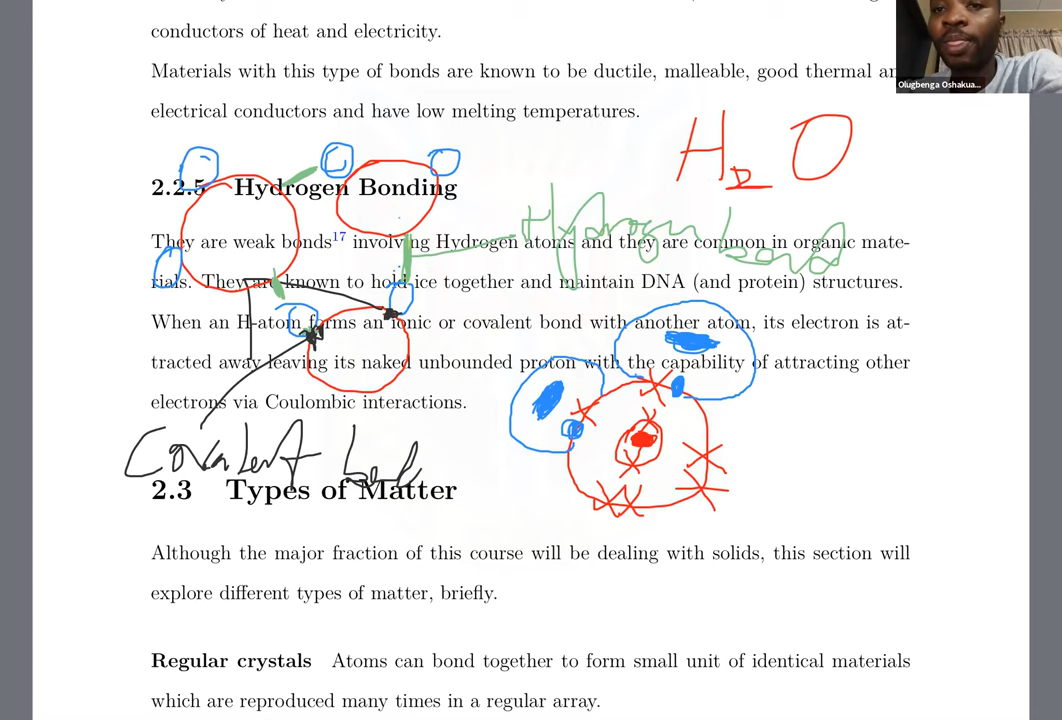 conductors of heat and electricity.
Materials with this type of bonds are known to be ductile, malleable, good thermal an
electrical conductors and have low melting temperatures.
Olugbenga Oshakua...
H2O
2.2.5 Hydrogen Bonding
They are weak bonds17 involving Hydrogen atoms and they are common in organic mate-
Hydrogen bond
rials. They are known to hold ice together and maintain DNA (and protein) structures.
When an H-atom forms an ionic or covalent bond with another atom, its electron is at-
tracted away leaving its naked unbounded proton with the capability of attracting other
electrons via Coulombic interactions.
Covalent
2.3 Types of Matter
Although the major fraction of this course will be dealing with solids, this section will
explore different types of matter, briefly.
Regular crystals Atoms can bond together to form small unit of identical materials
which are reproduced many times in a regular array.